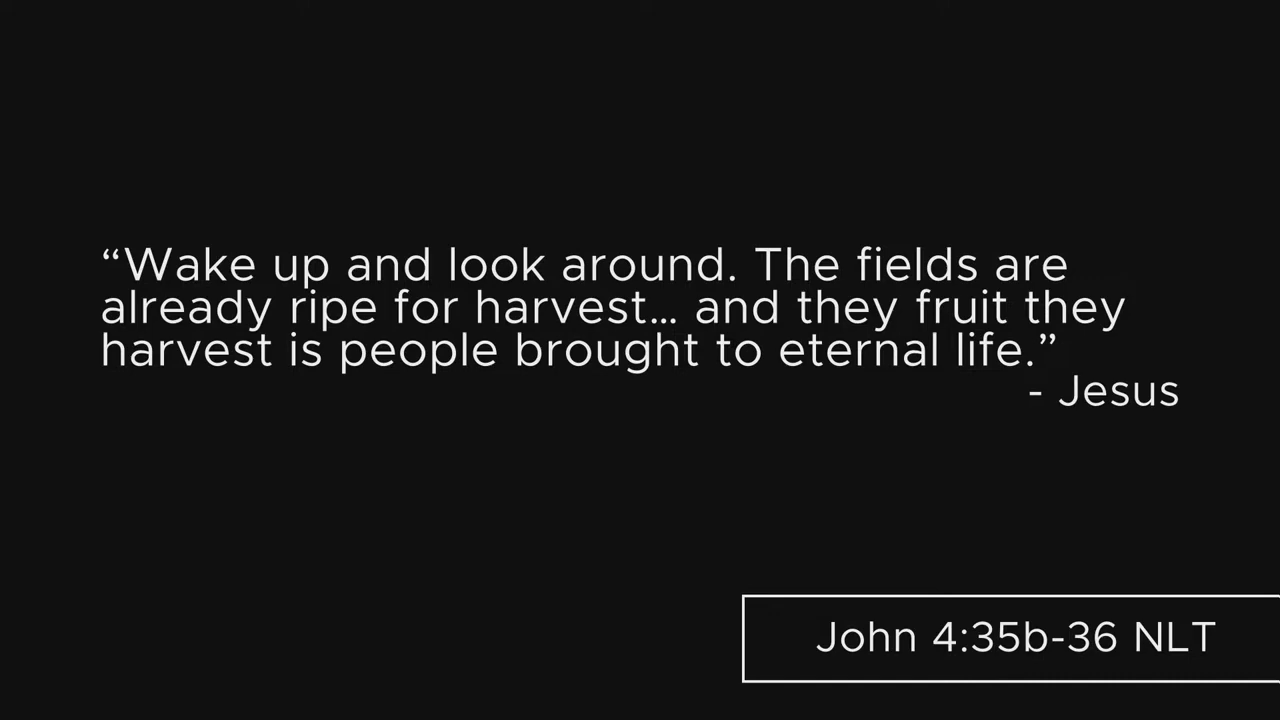 “Wake up and look around. The fields are
already ripe for harvest… and they fruit they
harvest is people brought to eternal life.”
- Jesus
John 4:35b-36 NLT